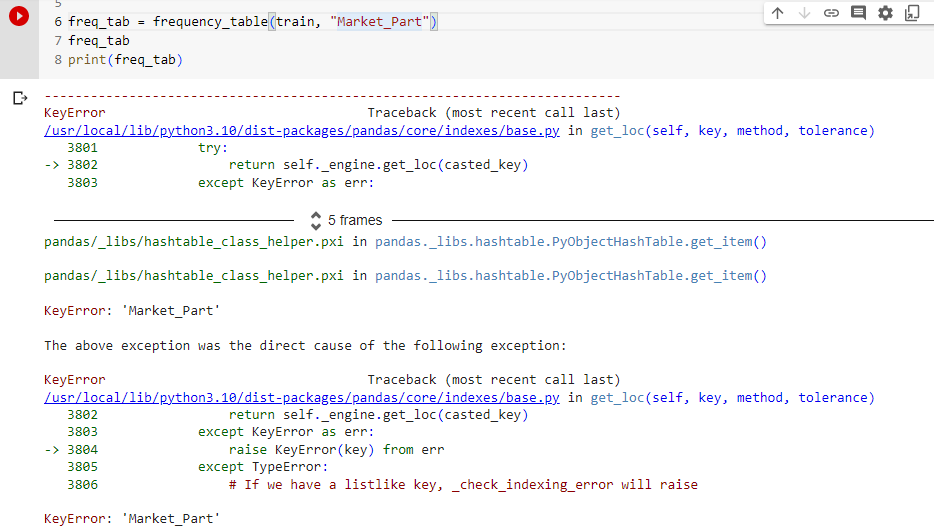 5
6 freq_tab = frequency_table(train, "Market_Part")
7 freq_tab
8 print(freq_tab)
---------------------------------------------------------------------------
KeyError                                  Traceback (most recent call last)
/usr/local/lib/python3.10/dist-packages/pandas/core/indexes/base.py in get_loc(self, key, method, tolerance)
   3801             try:
-> 3802                 return self._engine.get_loc(casted_key)
   3803             except KeyError as err:
5 frames
pandas/_libs/hashtable_class_helper.pxi in pandas._libs.hashtable.PyObjectHashTable.get_item()
pandas/_libs/hashtable_class_helper.pxi in pandas._libs.hashtable.PyObjectHashTable.get_item()
KeyError: 'Market_Part'
The above exception was the direct cause of the following exception:
KeyError                                  Traceback (most recent call last)
/usr/local/lib/python3.10/dist-packages/pandas/core/indexes/base.py in get_loc(self, key, method, tolerance)
   3802                 return self._engine.get_loc(casted_key)
   3803             except KeyError as err:
-> 3804                 raise KeyError(key) from err
   3805             except TypeError:
   3806                 # If we have a listlike key, _check_indexing_error will raise
KeyError: 'Market_Part'